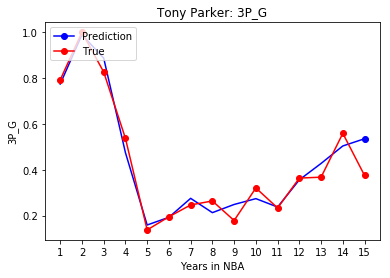 Tony Parker: 3P_G
Prediction
True
1.0
0.8
0.6
0.4
0.2
3P_G
1 2 3 4 5 6 7 8 9 10 11 12 13 14 15
Years in NBA